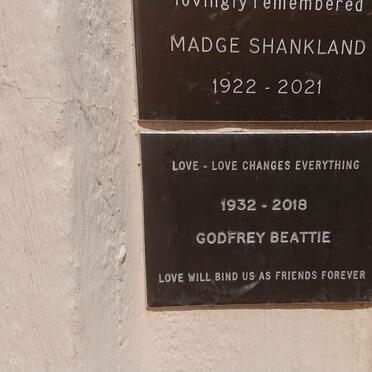 lovingly remembered
MADGE SHANKLAND
1922 - 2021
LOVE - LOVE CHANGES EVERYTHING
1932 - 2018
GODFREY BEATTIE
LOVE WILL BIND US AS FRIENDS FOREVER